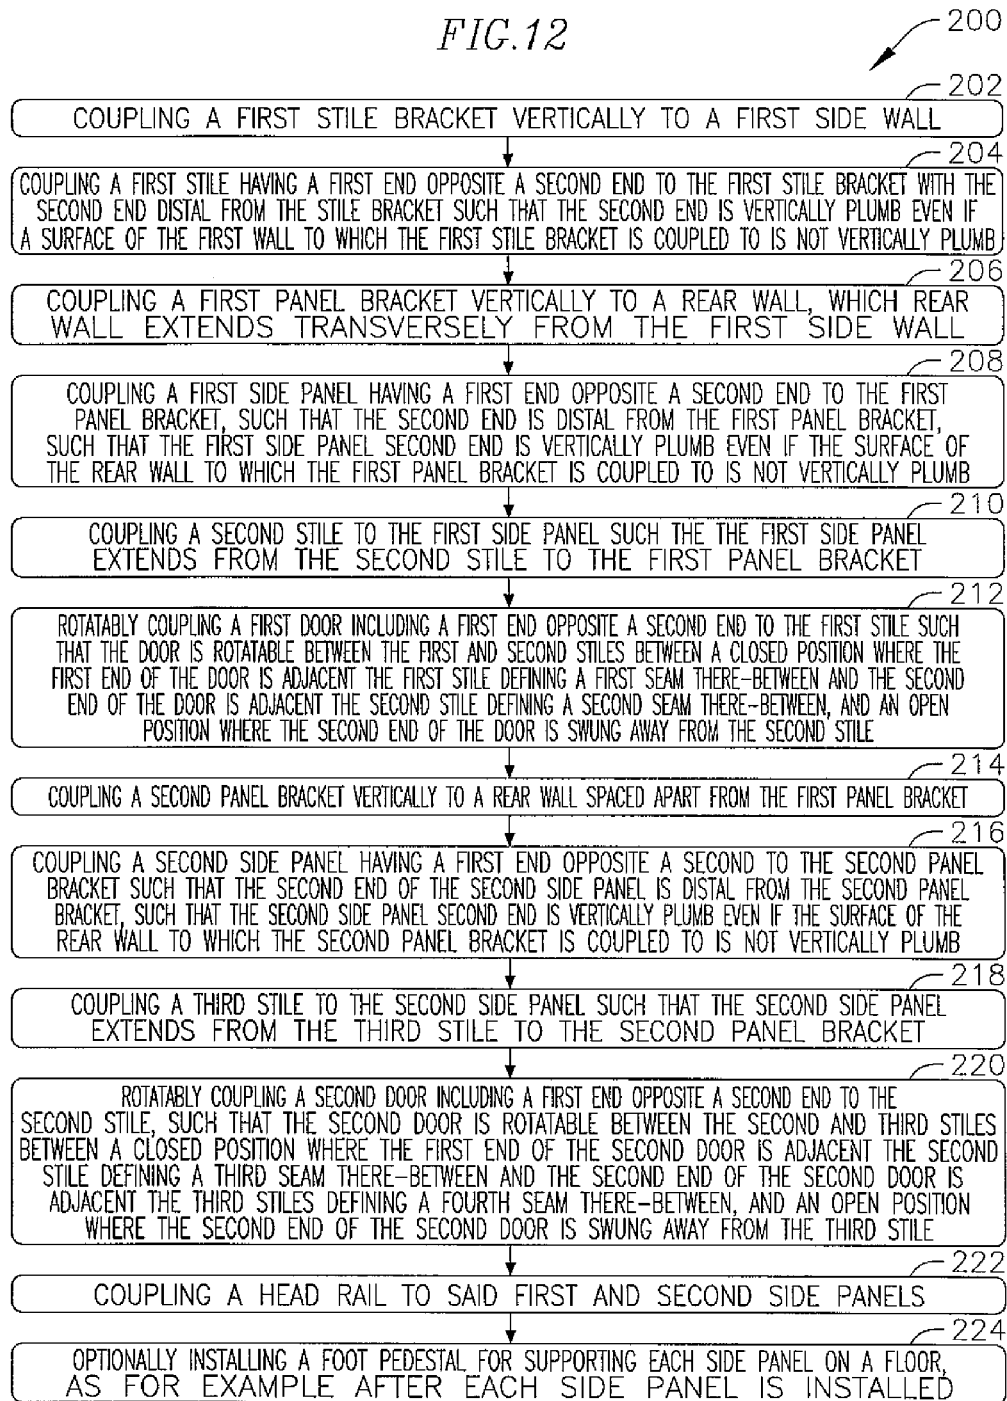 FIG.12
200
202
COUPLING A FIRST STILE BRACKET VERTICALLY TO A FIRST SIDE WALL
204
COUPLING A FIRST STILE HAVING A FIRST END OPPOSITE A SECOND END TO THE FIRST STILE BRACKET WITH THE
SECOND END DISTAL FROM THE STILE BRACKET SUCH THAT THE SECOND END IS VERTICALLY PLUMB EVEN IF
A SURFACE OF THE FIRST WALL TO WHICH THE FIRST STILE BRACKET IS COUPLED TO IS NOT VERTICALLY PLUMB
206
COUPLING A FIRST PANEL BRACKET VERTICALLY TO A REAR WALL, WHICH REAR
WALL EXTENDS TRANSVERSELY FROM THE FIRST SIDE WALL
208
COUPLING A FIRST SIDE PANEL HAVING A FIRST END OPPOSITE A SECOND END TO THE FIRST
PANEL BRACKET, SUCH THAT THE SECOND END IS DISTAL FROM THE FIRST PANEL BRACKET,
SUCH THAT THE FIRST SIDE PANEL SECOND END IS VERTICALLY PLUMB EVEN IF THE SURFACE OF
THE REAR WALL TO WHICH THE FIRST PANEL BRACKET IS COUPLED TO IS NOT VERTICALLY PLUMB
210
COUPLING A SECOND STILE TO THE FIRST SIDE PANEL SUCH THE THE FIRST SIDE PANEL
EXTENDS FROM THE SECOND STILE TO THE FIRST PANEL BRACKET
212
ROTATABLY COUPLING A FIRST DOOR INCLUDING A FIRST END OPPOSITE A SECOND END TO THE FIRST STILE SUCH
THAT THE DOOR IS ROTATABLE BETWEEN THE FIRST AND SECOND STILES BETWEEN A CLOSED POSITION WHERE THE
FIRST END OF THE DOOR IS ADJACENT THE FIRST STILE DEFINING A FIRST SEAM THERE-BETWEEN AND THE SECOND
END OF THE DOOR IS ADJACENT THE SECOND STILE DEFINING A SECOND SEAM THERE-BETWEEN, AND AN OPEN
POSITION WHERE THE SECOND END OF THE DOOR IS SWUNG AWAY FROM THE SECOND STILE
214
COUPLING A SECOND PANEL BRACKET VERTICALLY TO A REAR WALL SPACED APART FROM THE FIRST PANEL BRACKET
216
COUPLING A SECOND SIDE PANEL HAVING A FIRST END OPPOSITE A SECOND TO THE SECOND PANEL
BRACKET SUCH THAT THE SECOND END OF THE SECOND SIDE PANEL IS DISTAL FROM THE SECOND PANEL
BRACKET, SUCH THAT THE SECOND SIDE PANEL SECOND END IS VERTICALLY PLUMB EVEN IF THE SURFACE OF THE
REAR WALL TO WHICH THE SECOND PANEL BRACKET IS COUPLED TO IS NOT VERTICALLY PLUMB
218
COUPLING A THIRD STILE TO THE SECOND SIDE PANEL SUCH THAT THE SECOND SIDE PANEL
EXTENDS FROM THE THIRD STILE TO THE SECOND PANEL BRACKET
220
ROTATABLY COUPLING A SECOND DOOR INCLUDING A FIRST END OPPOSITE A SECOND END TO THE
SECOND STILE, SUCH THAT THE SECOND DOOR IS ROTATABLE BETWEEN THE SECOND AND THIRD STILES
BETWEEN A CLOSED POSITION WHERE THE FIRST END OF THE SECOND DOOR IS ADJACENT THE SECOND
STILE DEFINING A THIRD SEAM THERE-BETWEEN AND THE SECOND END OF THE SECOND DOOR IS
ADJACENT THE THIRD STILES DEFINING A FOURTH SEAM THERE-BETWEEN, AND AN OPEN POSITION
WHERE THE SECOND END OF THE SECOND DOOR IS SWUNG AWAY FROM THE THIRD STILE
222
COUPLING A HEAD RAIL TO SAID FIRST AND SECOND SIDE PANELS
224
OPTIONALLY INSTALLING A FOOT PEDESTAL FOR SUPPORTING EACH SIDE PANEL ON A FLOOR,
AS FOR EXAMPLE AFTER EACH SIDE PANEL IS INSTALLED